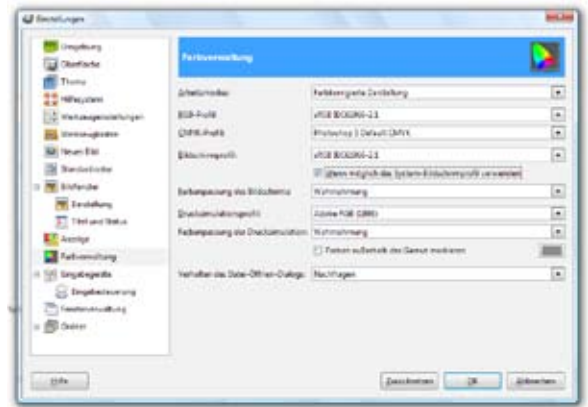 Einstellungen
Umgebung
Oberfläche
Thema
Hilfesystem
Werkzeugeinstellungen
Werkzeugkasten
Neues Bild
Standardraster
Bildfenster
Darstellung
Titel und Status
Anzeige
Farbverwaltung
Eingabegeräte
Eingabesteuerung
Fensterverwaltung
Ordner
Farbverwaltung
Arbeitsmodus: Farbkorrigierte Darstellung
RGB-Profil: sRGB IEC61966-2.1
CMYK-Profil: Photoshop 5 Default CMYK
Bildschirmprofil: sRGB IEC61966-2.1
Wenn möglich das System-Bildschirmprofil verwenden
Farbanpassung des Bildschirms: Wahrnehmung
Drucksimulationsprofil: Adobe RGB (1998)
Farbanpassung der Drucksimulation: Wahrnehmung
Farben außerhalb des Gamut markieren
Verhalten des Datei-Öffnen-Dialogs: Nachfragen
Hilfe
Zurücksetzen
OK
Abbrechen